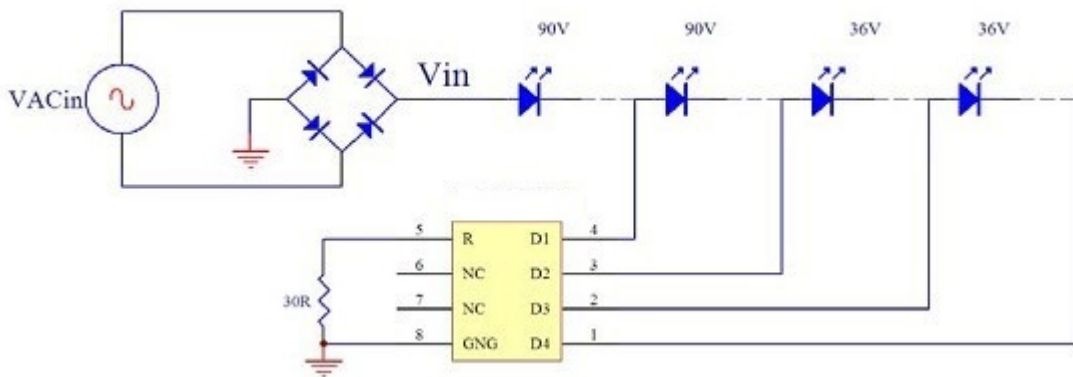 90V 90V 36V 36V
Vin
VACin
5 R D1 4
6 NC D2 3
30R 7 NC D3 2
8 GNG D4 1